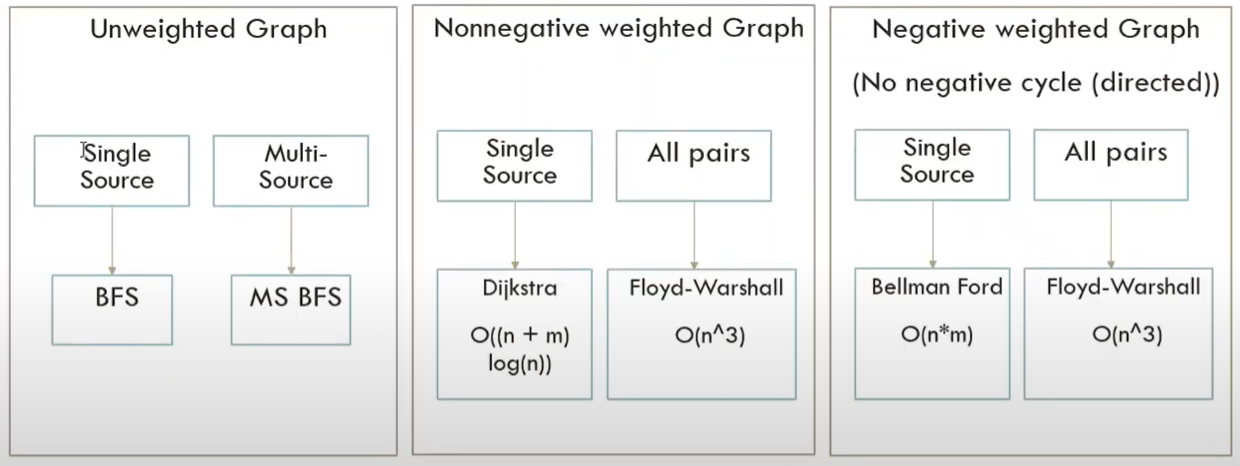 Unweighted Graph
Single
Source
Multi-
Source
BFS
MS BFS
Nonnegative weighted Graph
Single
Source
All pairs
Dijkstra
O((n + m)
log(n))
Floyd-Warshall
O(n^3)
Negative weighted Graph
(No negative cycle (directed))
Single
Source
All pairs
Bellman Ford
O(n*m)
Floyd-Warshall
O(n^3)